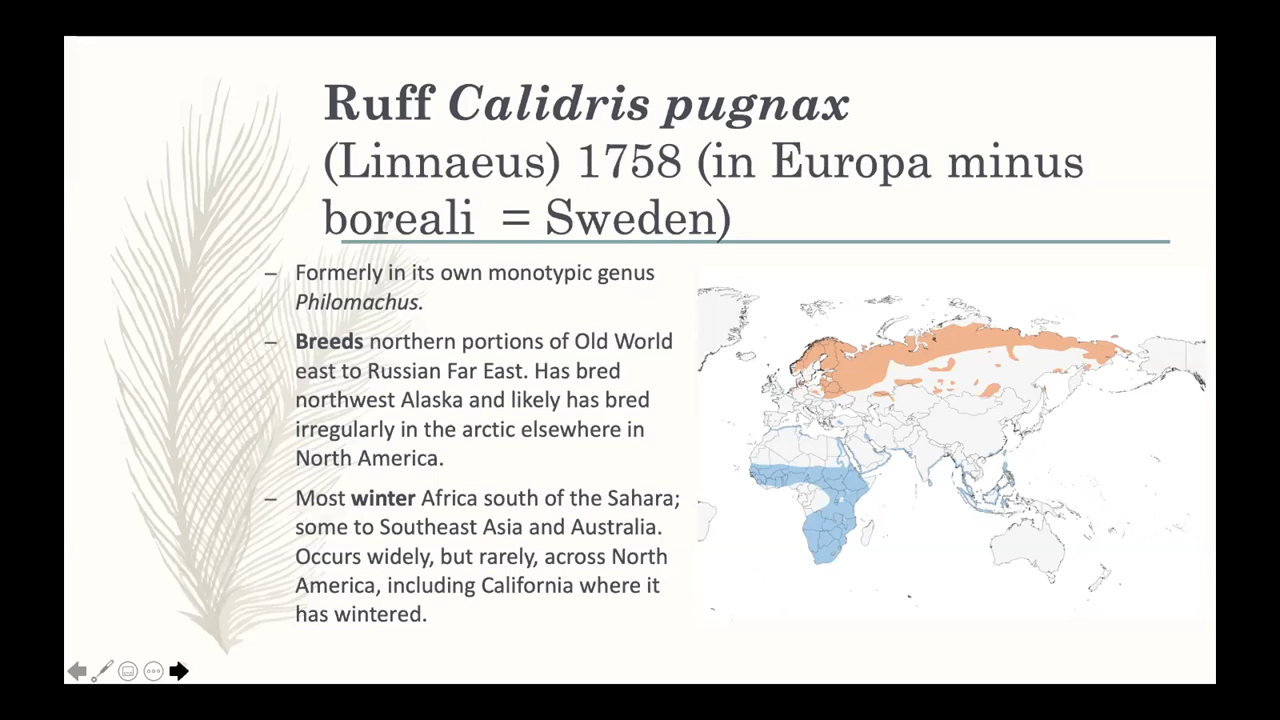 Ruff Calidris pugnax
(Linnaeus) 1758 (in Europa minus
boreali  = Sweden)
– Formerly in its own monotypic genus
Philomachus.
– Breeds northern portions of Old World
east to Russian Far East. Has bred
northwest Alaska and likely has bred
irregularly in the arctic elsewhere in
North America.
– Most winter Africa south of the Sahara;
some to Southeast Asia and Australia.
Occurs widely, but rarely, across North
America, including California where it
has wintered.